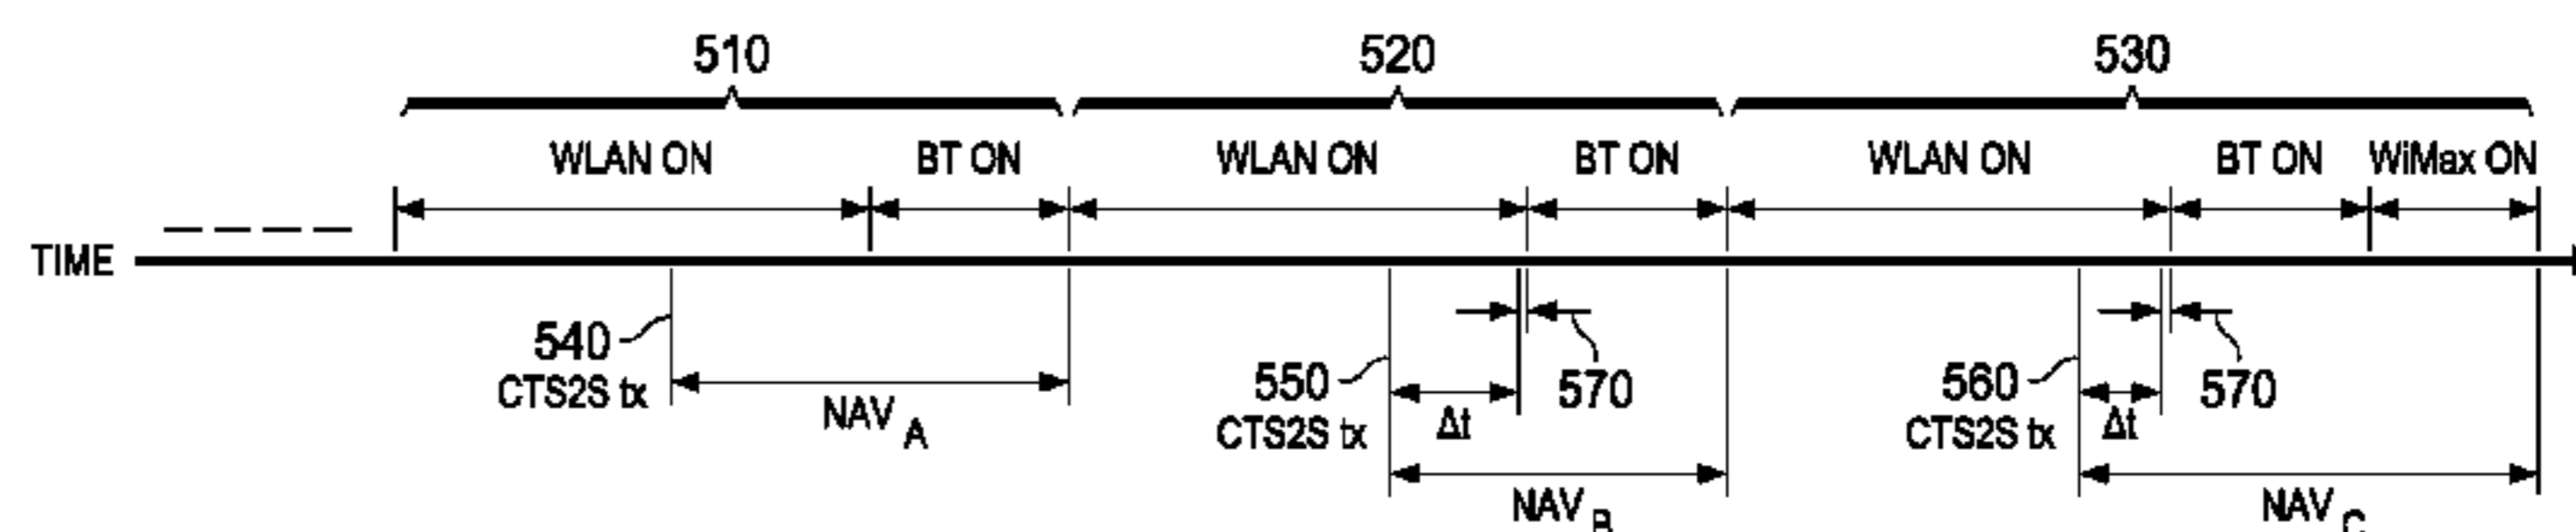 510 520 530
WLAN ON BT ON WLAN ON BT ON WLAN ON BT ON WiMax ON
TIME
540 CTS2S tx
NAV A
550 CTS2S tx
Δt
570
NAV B
560 CTS2S tx
Δt
570
NAV C